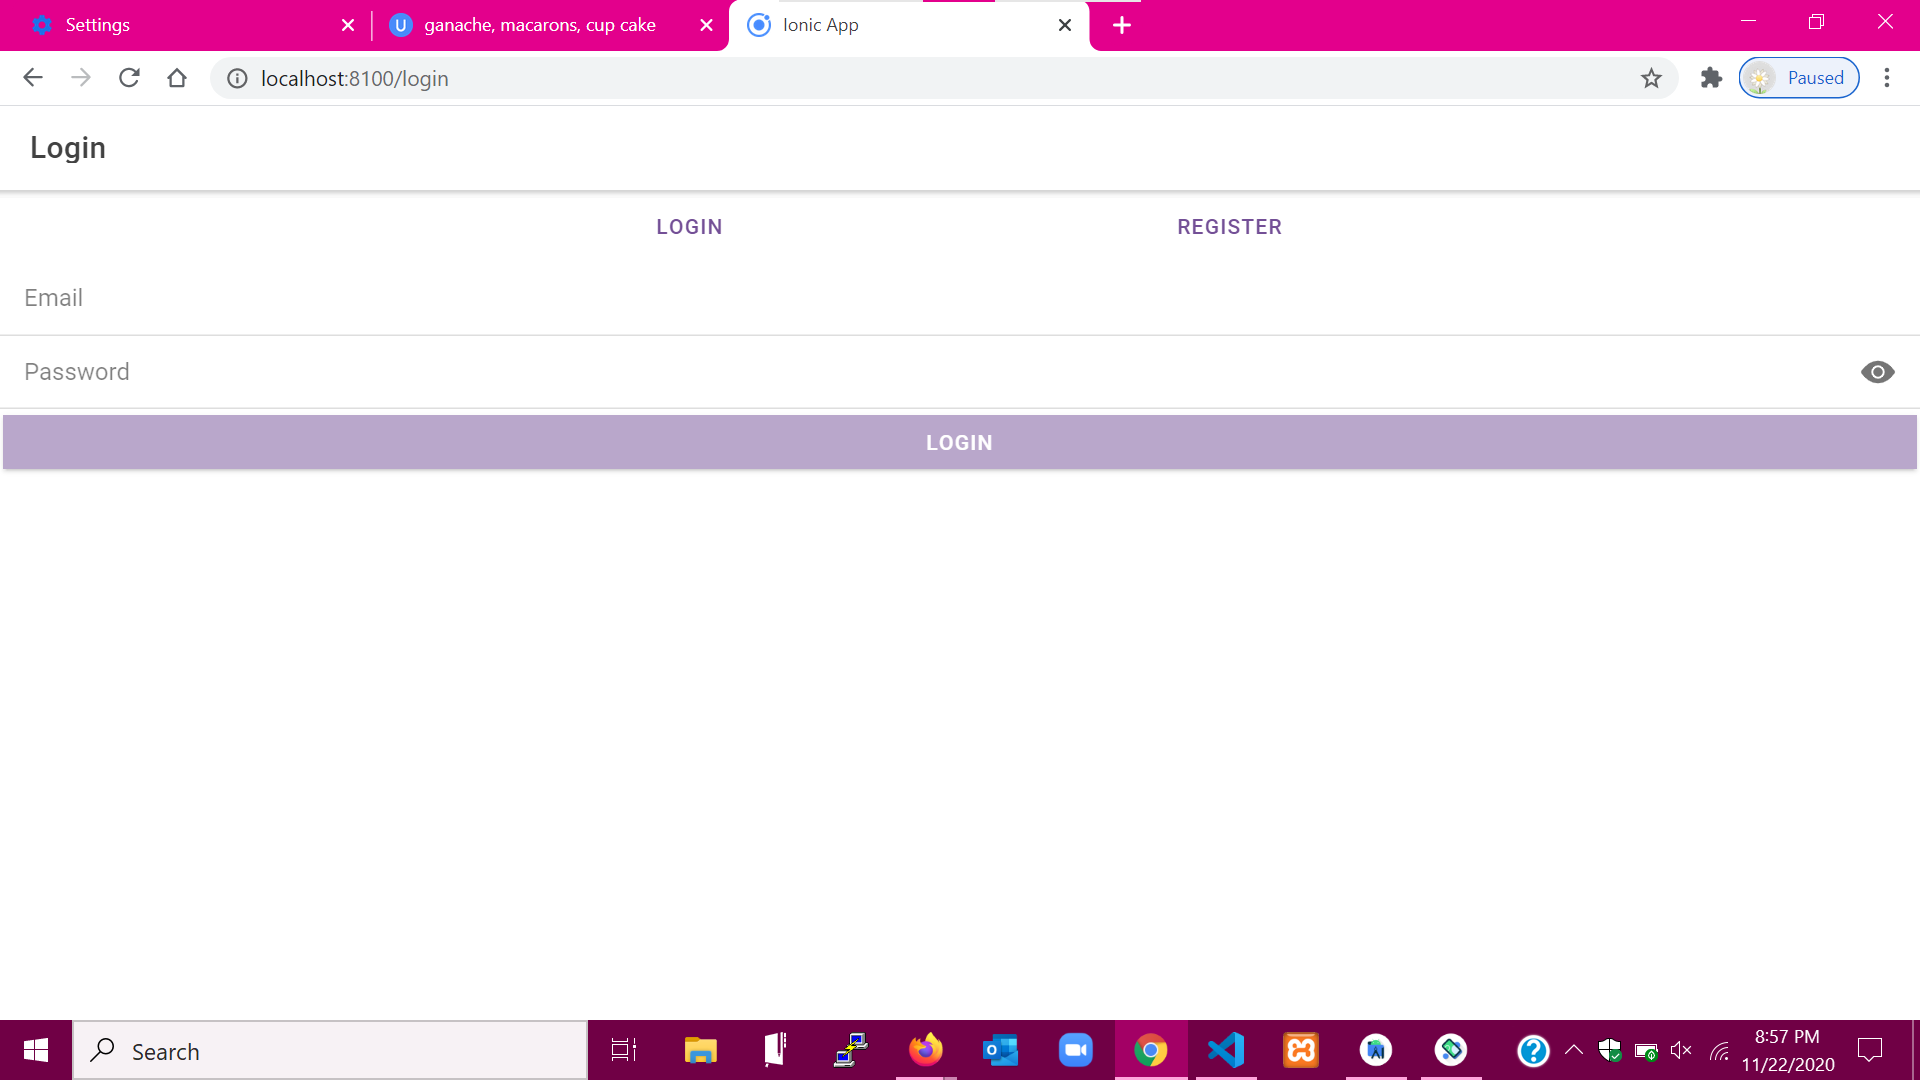 Settings
U
ganache, macarons, cup cake
Ionic App
localhost:8100/login
Paused
Login
LOGIN
REGISTER
Email
Password
LOGIN
Search
8:57 PM
11/22/2020